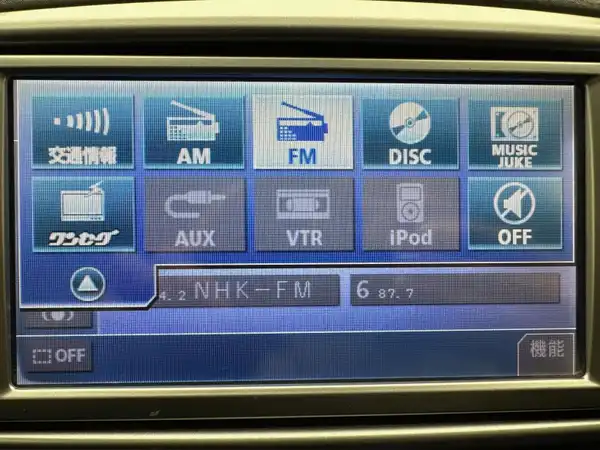 交通情報
AM
FM
DISC
MUSIC
JUKE
ワンセグ
AUX
VTR
iPod
OFF
4.2 NHK-FM
6 87.7
OFF
機能